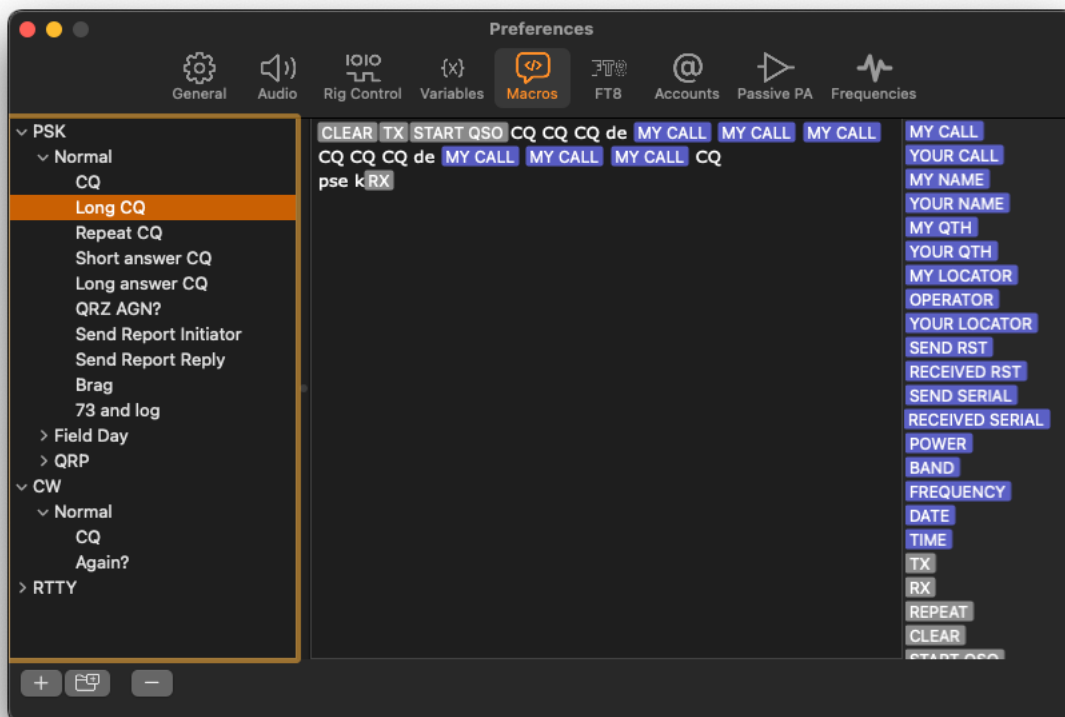 Preferences
General Audio Rig Control Variables Macros FT8 Accounts Passive PA Frequencies
PSK
Normal
CQ
Long CQ
Repeat CQ
Short answer CQ
Long answer CQ
QRZ AGN?
Send Report Initiator
Send Report Reply
Brag
73 and log
Field Day
QRP
CW
Normal
CQ
Again?
RTTY
CLEAR TX START QSO CQ CQ CQ de MY CALL MY CALL MY CALL
CQ CQ CQ de MY CALL MY CALL MY CALL CQ
pse k RX
MY CALL
YOUR CALL
MY NAME
YOUR NAME
MY QTH
YOUR QTH
MY LOCATOR
OPERATOR
YOUR LOCATOR
SEND RST
RECEIVED RST
SEND SERIAL
RECEIVED SERIAL
POWER
BAND
FREQUENCY
DATE
TIME
TX
RX
REPEAT
CLEAR
START QSO